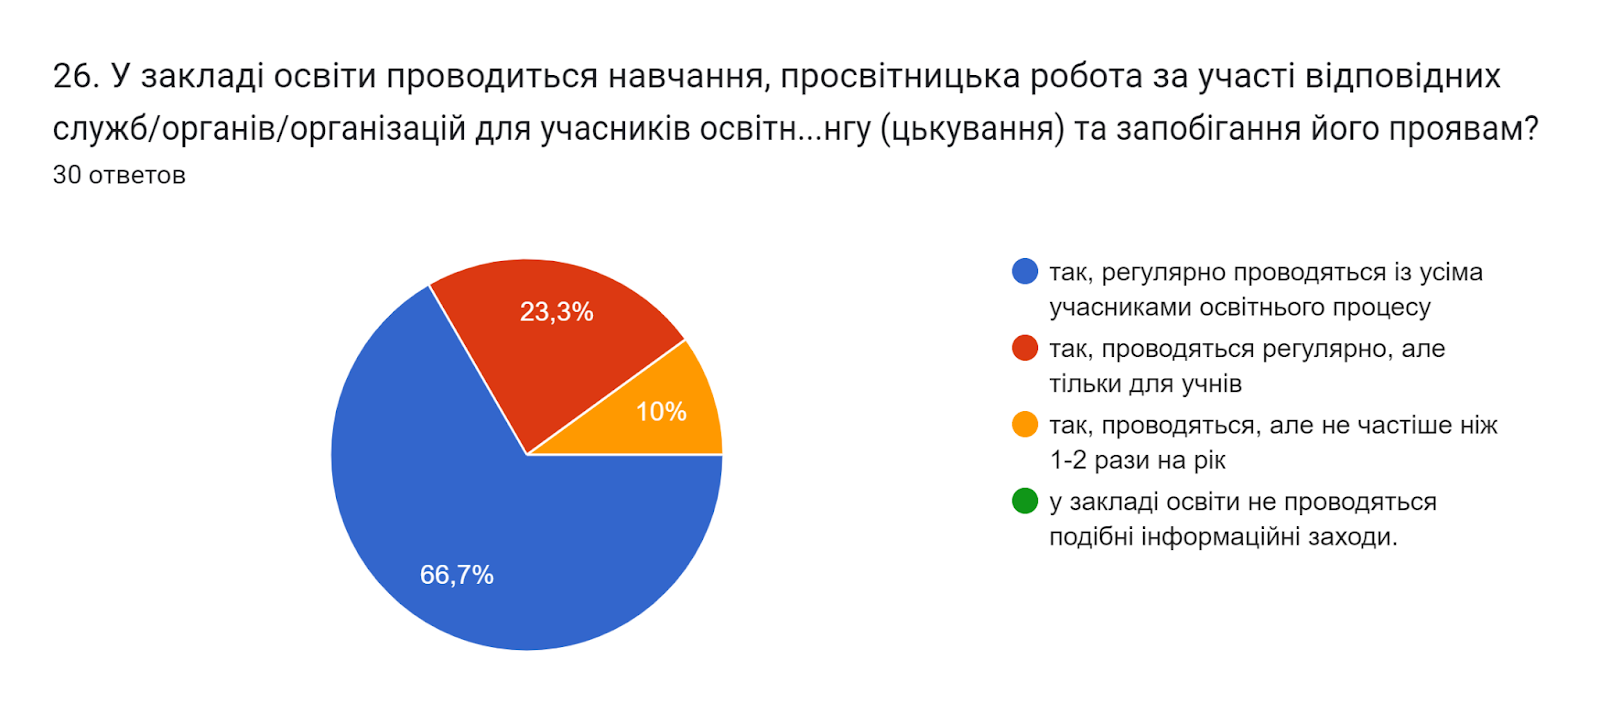 26. У закладі освіти проводиться навчання, просвітницька робота за участі відповідних
служб/органів/організацій для учасників освітн...нгу (цькування) та запобігання його проявам?
30 ответов
23,3%
10%
66,7%
так, регулярно проводяться із усіма
учасниками освітнього процесу
так, проводяться регулярно, але
тільки для учнів
так, проводяться, але не частіше ніж
1-2 рази на рік
у закладі освіти не проводяться
подібні інформаційні заходи.